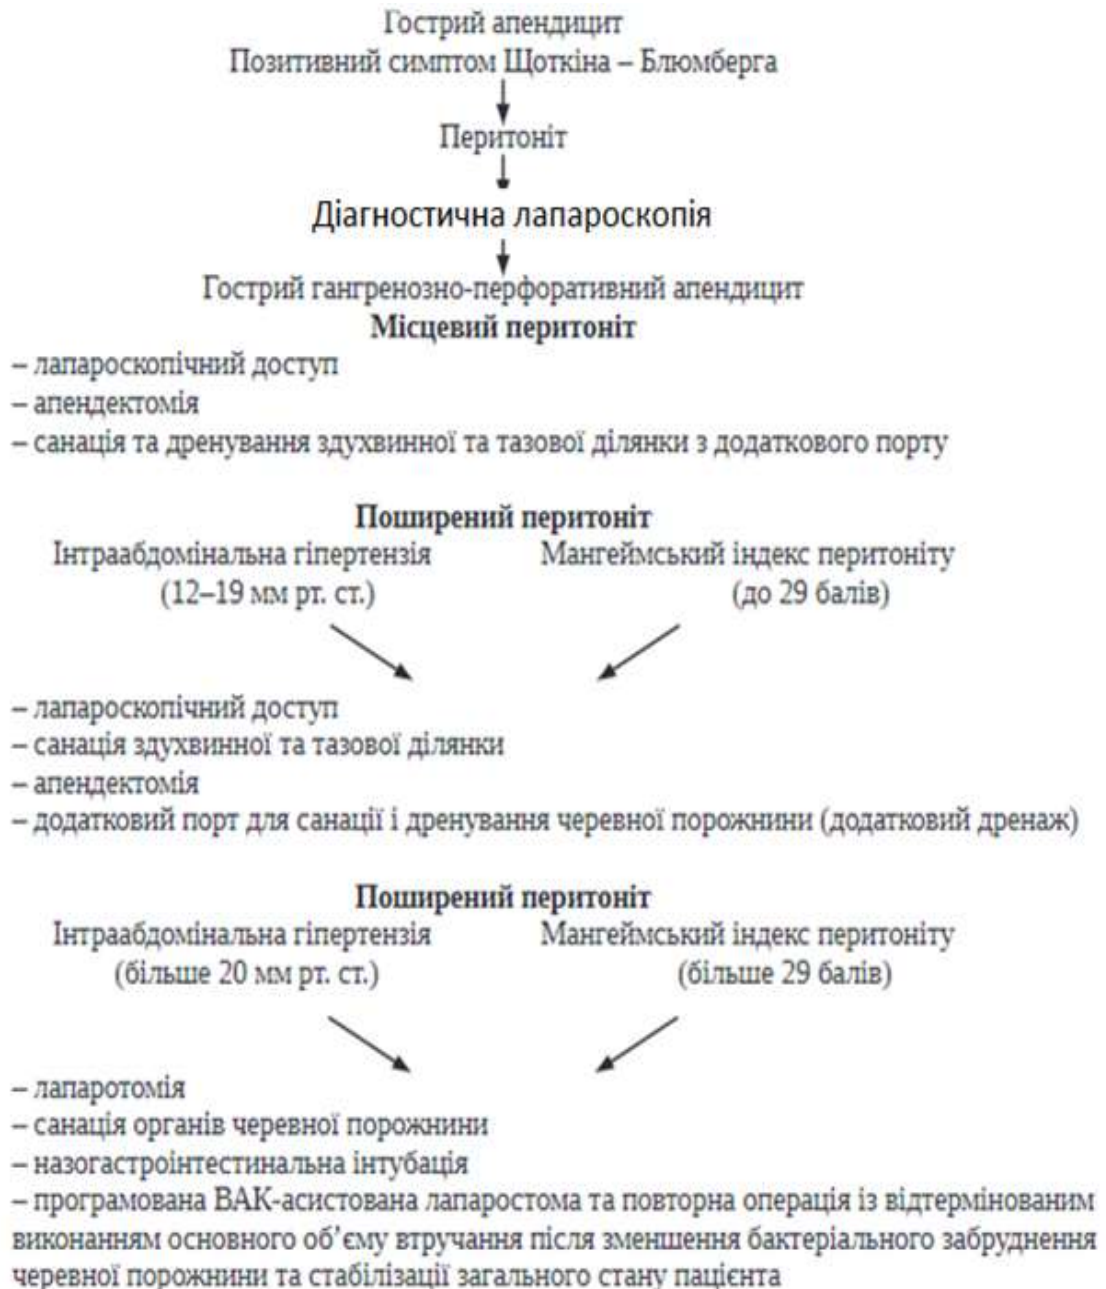 Гострий апендицит
Позитивний симптом Щоткіна – Блюмберга
Перитоніт
Діагностична лапароскопія
Гострий гангренозно-перфоративний апендицит
Місцевий перитоніт
– лапароскопічний доступ
– апендектомія
– санація та дренування здухвинної та тазової ділянки з додаткового порту
Поширений перитоніт
Інтраабдомінальна гіпертензія Мангеймський індекс перитоніту
(12–19 мм рт. ст.) (до 29 балів)
– лапароскопічний доступ
– санація здухвинної та тазової ділянки
– апендектомія
– додатковий порт для санації і дренування черевної порожнини (додатковий дренаж)
Поширений перитоніт
Інтраабдомінальна гіпертензія Мангеймський індекс перитоніту
(більше 20 мм рт. ст.) (більше 29 балів)
– лапаротомія
– санація органів черевної порожнини
– назогастроінтестинальна інтубація
– програмована ВАК-асистована лапаростома та повторна операція із відтермінованим
виконанням основного об’єму втручання після зменшення бактеріального забруднення
черевної порожнини та стабілізації загального стану пацієнта